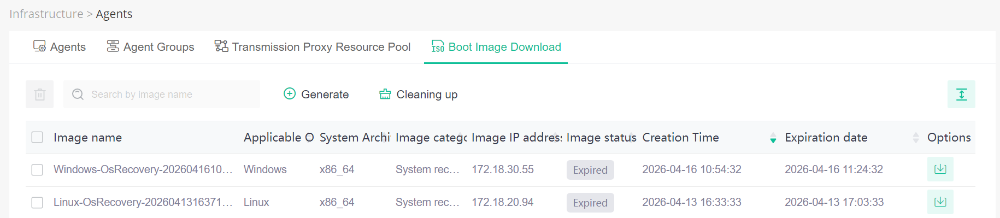 Infrastructure > Agents
Agents Agent Groups Transmission Proxy Resource Pool ISO Boot Image Download
Search by image name Generate Cleaning up
Image name Applicable O System Archi Image catego Image IP address Image status Creation Time Expiration date Options
Windows-OsRecovery-2026041610... Windows x86_64 System rec... 172.18.30.55 Expired 2026-04-16 10:54:32 2026-04-16 11:24:32
Linux-OsRecovery-2026041316371... Linux x86_64 System rec... 172.18.20.94 Expired 2026-04-13 16:33:33 2026-04-13 17:03:33